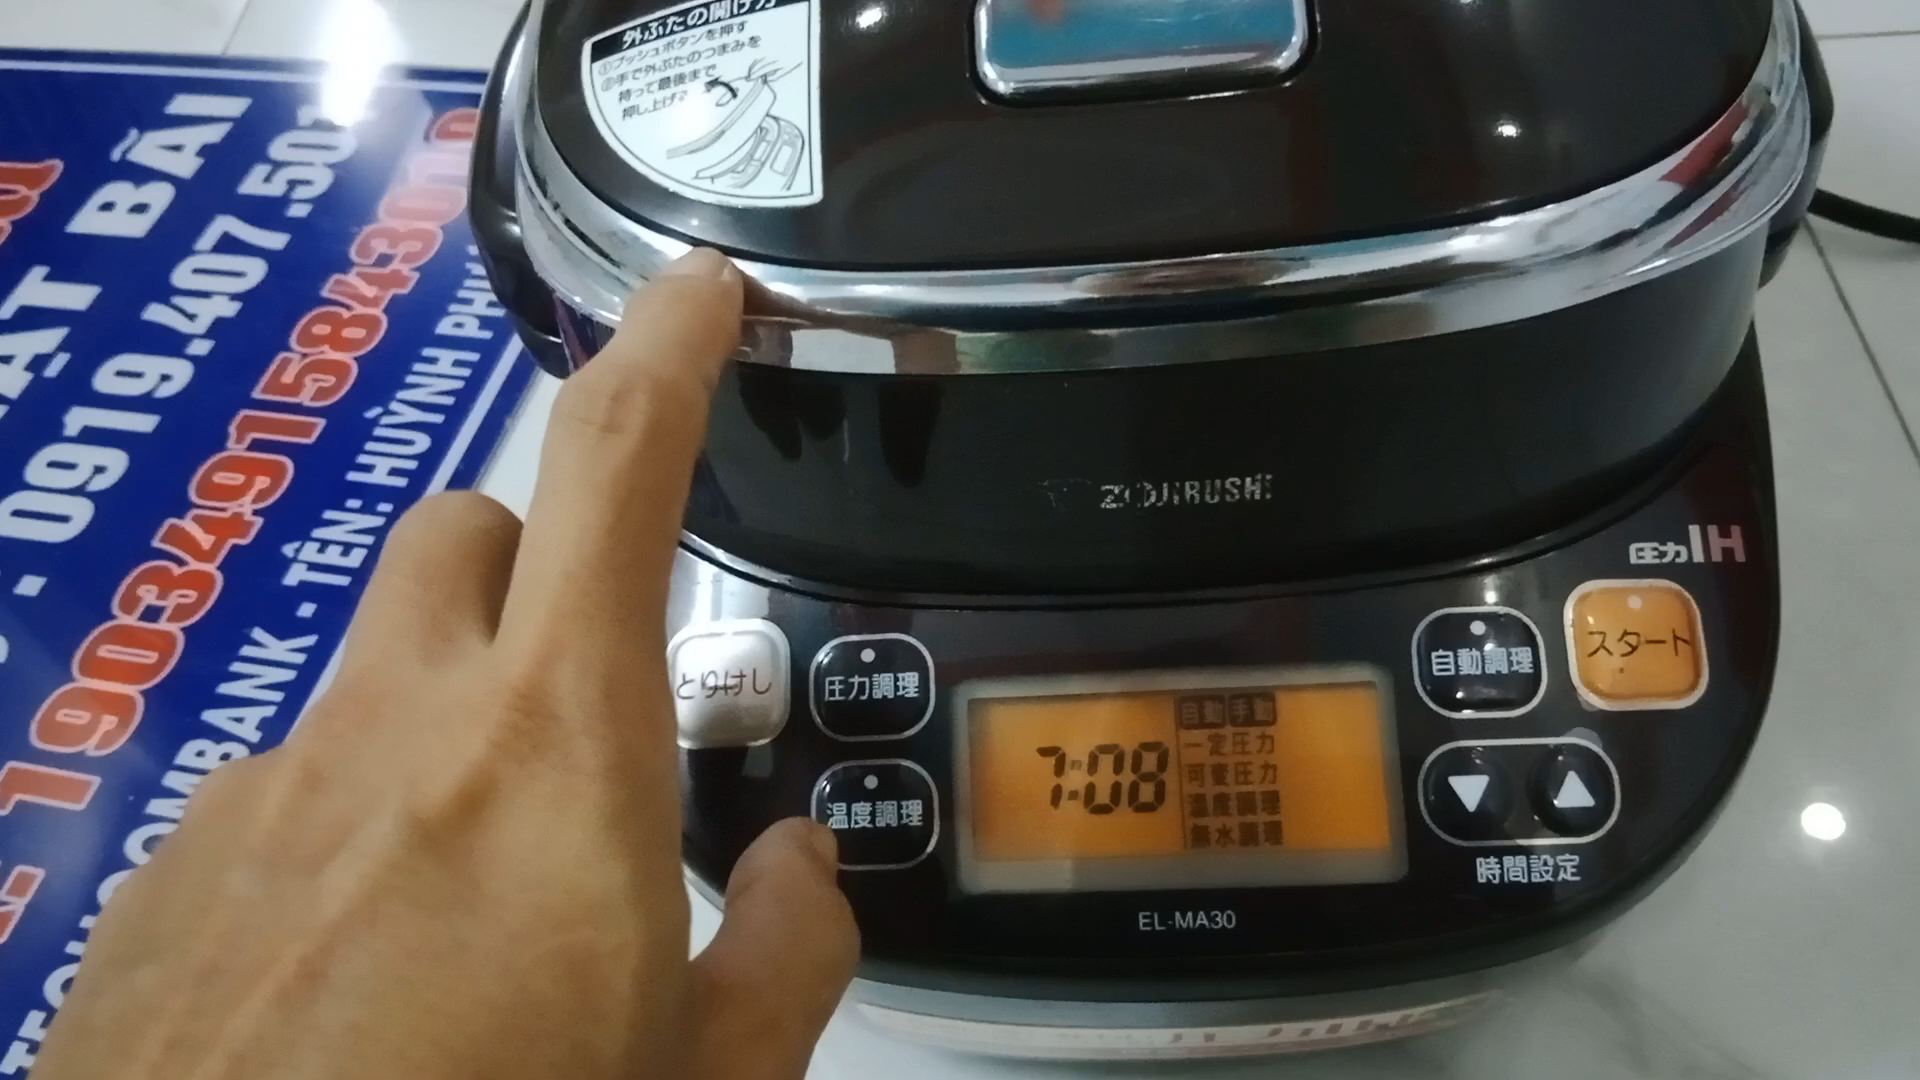 外ぶたの開け方
①プッシュボタンを押す
②手で外ぶたのつまみを
持って最後まで
押し上げる
ẬT BÃI
0919.407.50
19034915843010
OMBANK - TÊN: HUỲNH PH
ZOJIRUSHI
圧力IH
とりけし
圧力調理
温度調理
7:08
自動 手動
一定圧力
可変圧力
温度調理
無水調理
自動調理
スタート
時間設定
EL-MA30